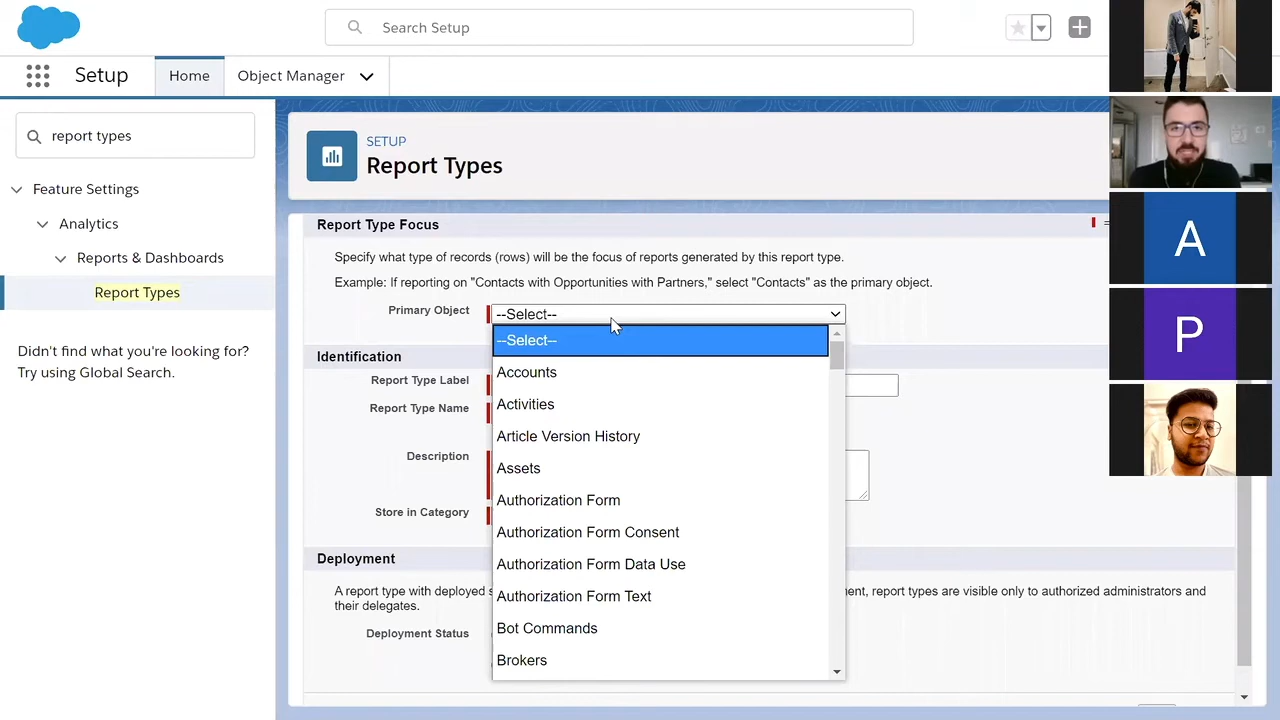 Search Setup
Setup
Home
Object Manager
report types
Feature Settings
Analytics
Reports & Dashboards
Report Types
Didn't find what you're looking for?
Try using Global Search.
SETUP
Report Types
Report Type Focus
=
Specify what type of records (rows) will be the focus of reports generated by this report type.
Example: If reporting on "Contacts with Opportunities with Partners," select "Contacts" as the primary object.
Primary Object
--Select--
--Select--
Accounts
Activities
Article Version History
Assets
Authorization Form
Authorization Form Consent
Authorization Form Data Use
Authorization Form Text
Bot Commands
Brokers
Identification
Report Type Label
Report Type Name
Description
Store in Category
Deployment
A report type with deployed
report types are visible only to authorized administrators and
their delegates.
Deployment Status
A
P